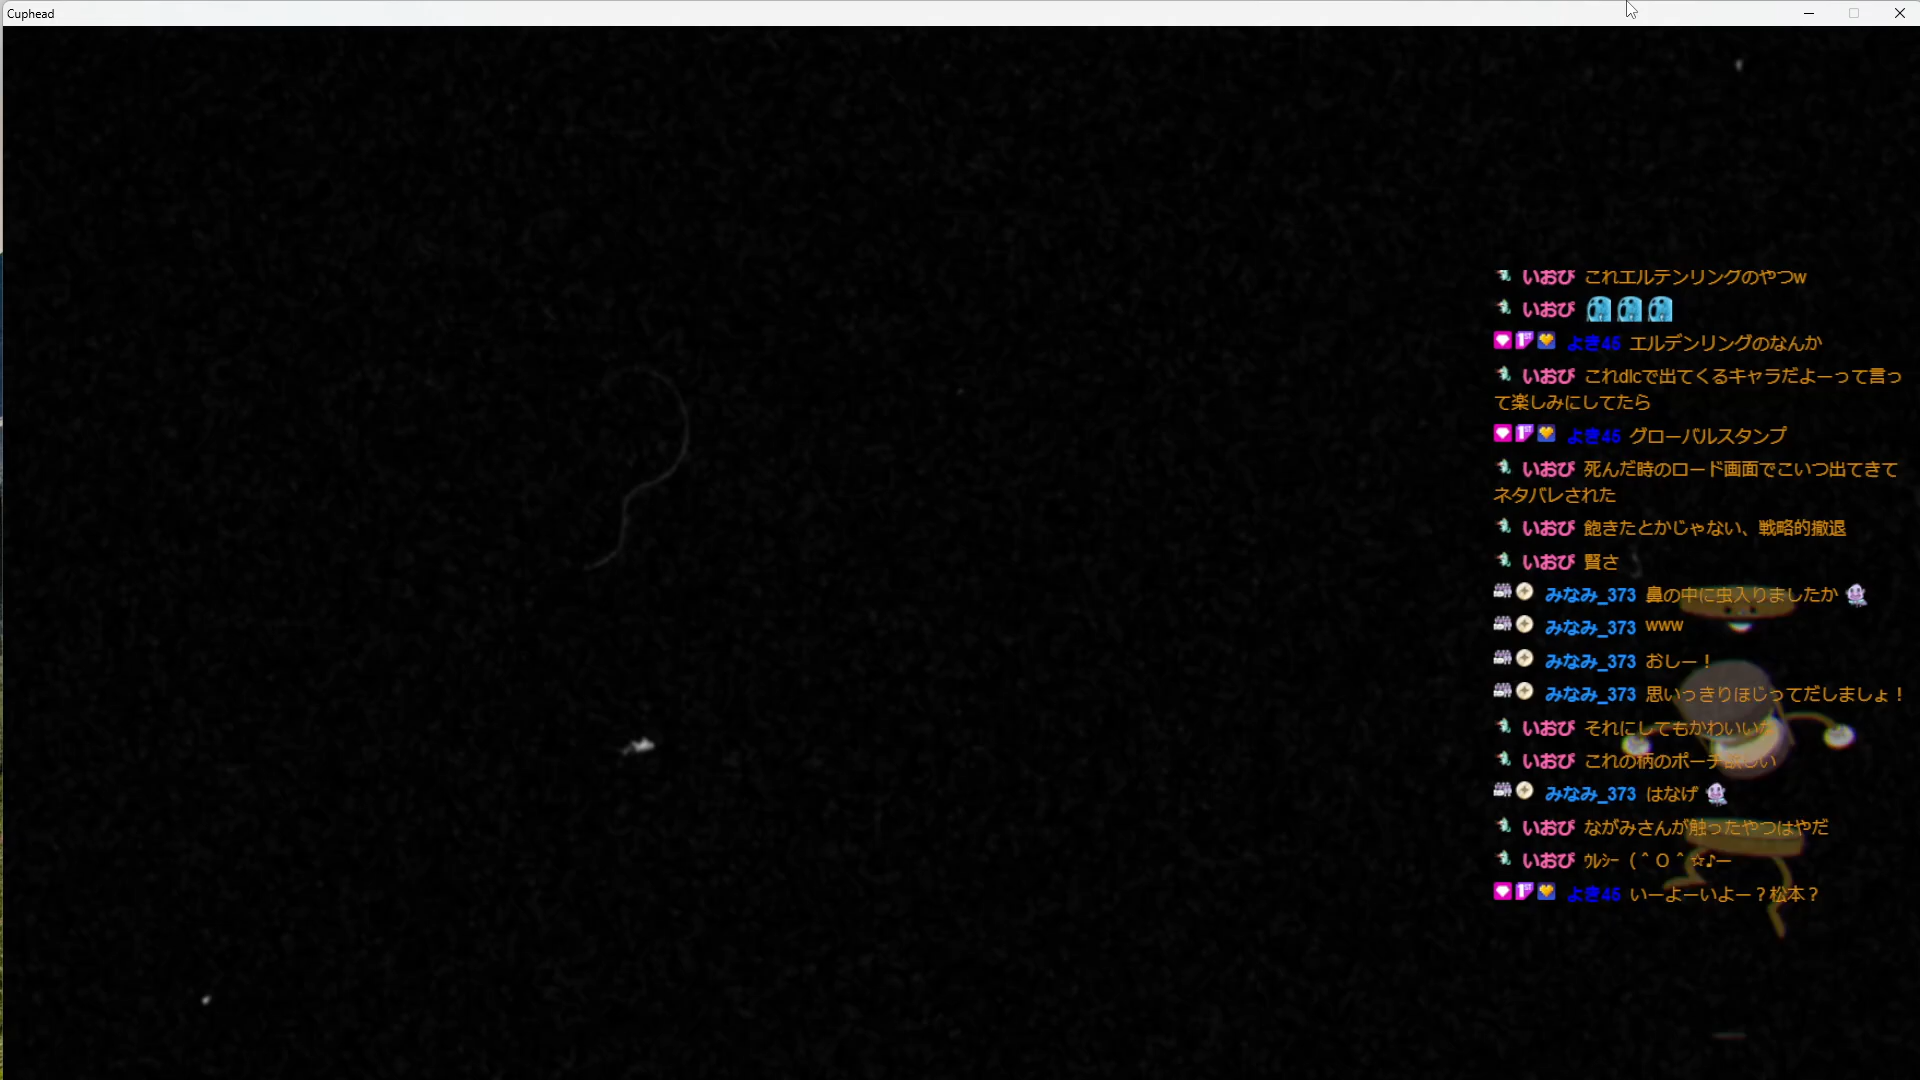 Cuphead
いおぴ これエルテンリングのやつw
いおぴ
よき45 エルデンリングのなんか
いおぴ これdlcで出てくるキャラだよーって言っ
て楽しみにしてたら
よき45 グローバルスタンプ
いおぴ 死んだ時のロード画面でこいつ出てきて
ネタバレされた
いおぴ 飽きたとかじゃない、戦略的撤退
いおぴ 賢さ
みなみ_373 鼻の中に虫入りましたか
みなみ_373 www
みなみ_373 おしー！
みなみ_373 思いっきりほじってだしましょ！
いおぴ それにしてもかわいいな
いおぴ これの柄のポーチ欲しい
みなみ_373 はなげ
いおぴ ながみさんが触ったやつはやだ
いおぴ ｳﾚｼｰ (＾Ｏ＾☆♪ー
よき45 いーよーいよー？松本？